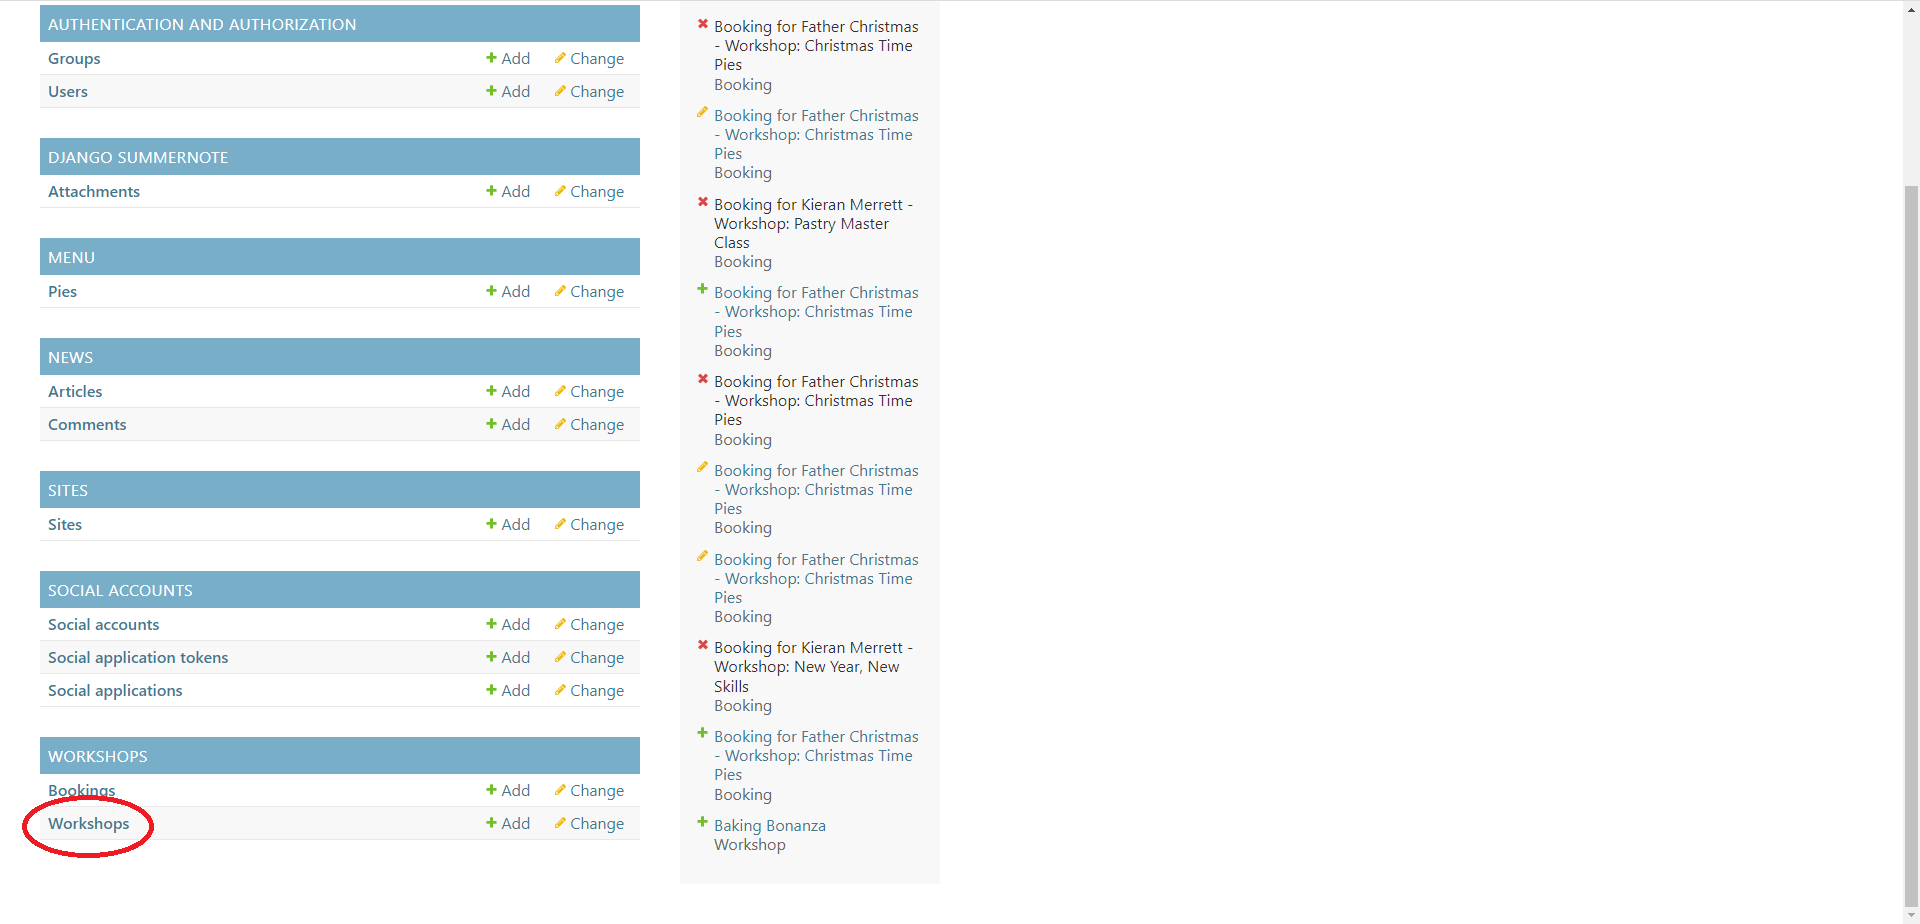 AUTHENTICATION AND AUTHORIZATION
Groups Add Change
Users Add Change
DJANGO SUMMERNOTE
Attachments Add Change
MENU
Pies Add Change
NEWS
Articles Add Change
Comments Add Change
SITES
Sites Add Change
SOCIAL ACCOUNTS
Social accounts Add Change
Social application tokens Add Change
Social applications Add Change
WORKSHOPS
Bookings Add Change
Workshops Add Change
Booking for Father Christmas
- Workshop: Christmas Time
Pies
Booking
Booking for Father Christmas
- Workshop: Christmas Time
Pies
Booking
Booking for Kieran Merrett -
Workshop: Pastry Master
Class
Booking
Booking for Father Christmas
- Workshop: Christmas Time
Pies
Booking
Booking for Father Christmas
- Workshop: Christmas Time
Pies
Booking
Booking for Father Christmas
- Workshop: Christmas Time
Pies
Booking
Booking for Father Christmas
- Workshop: Christmas Time
Pies
Booking
Booking for Kieran Merrett -
Workshop: New Year, New
Skills
Booking
Booking for Father Christmas
- Workshop: Christmas Time
Pies
Booking
Baking Bonanza
Workshop